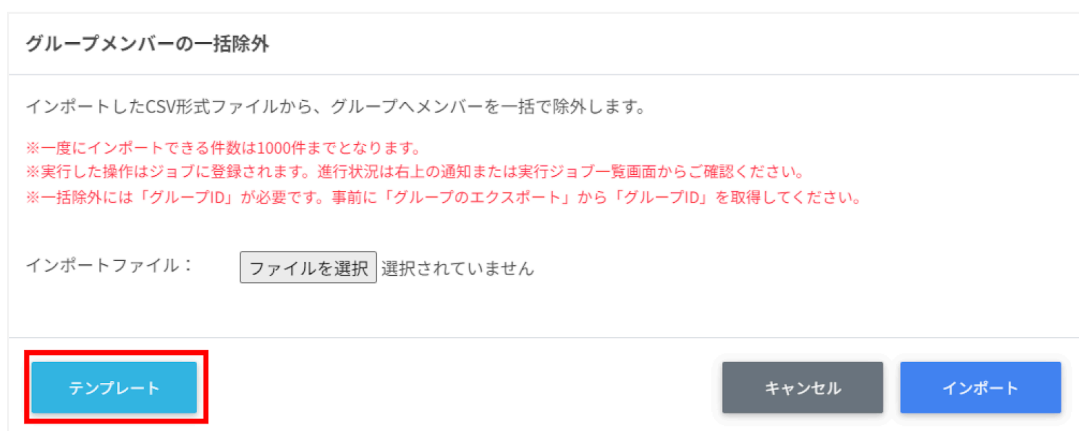 グループメンバーの一括除外
インポートしたCSV形式ファイルから、グループへメンバーを一括で除外します。
※一度にインポートできる件数は1000件までとなります。
※実行した操作はジョブに登録されます。進行状況は右上の通知または実行ジョブ一覧画面からご確認ください。
※一括除外には「グループID」が必要です。事前に「グループのエクスポート」から「グループID」を取得してください。
インポートファイル： ファイルを選択 選択されていません
テンプレート キャンセル インポート